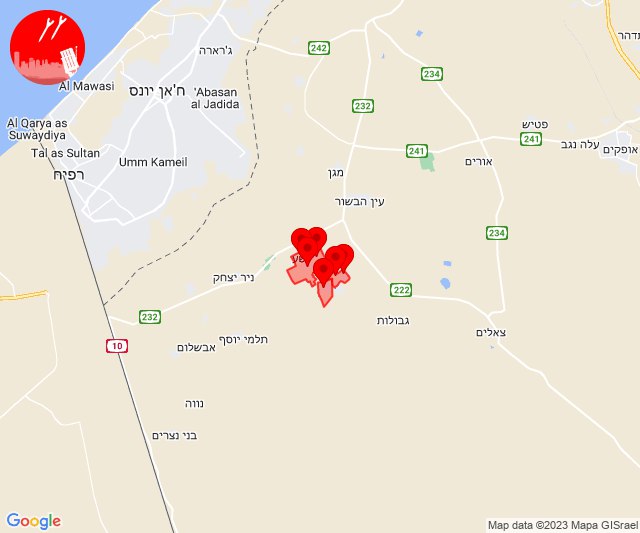 ג'רארה
242
תדהר
234
Al Mawasi
ח'אן יונס
'Abasan
al Jadida
232
Al Qarya as
Suwaydiya
פטיש
241
עלה נגב
אופקים
Tal as Sultan
Umm Kameil
241
אורים
רפיח
מגן
עין הבשור
234
ניר יצחק
222
232
גבולות
צאלים
10
אבשלום
תלמי יוסף
נווה
בני נצרים
Google
Map data ©2023 Mapa GISrael